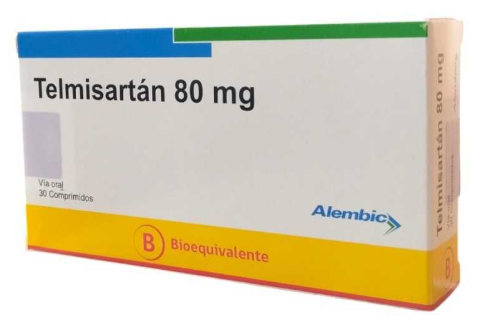 Telmisartán 80 mg
Vía oral
30 Comprimidos
Alembic
B Bioequivalente
Telmisartán 80 mg